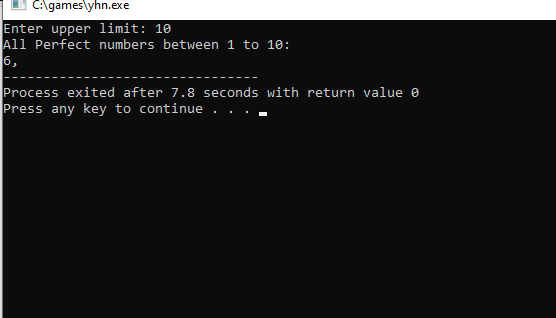 C:\games\yhn.exe
Enter upper limit: 10
All Perfect numbers between 1 to 10:
6,
--------------------------------
Process exited after 7.8 seconds with return value 0
Press any key to continue . . .